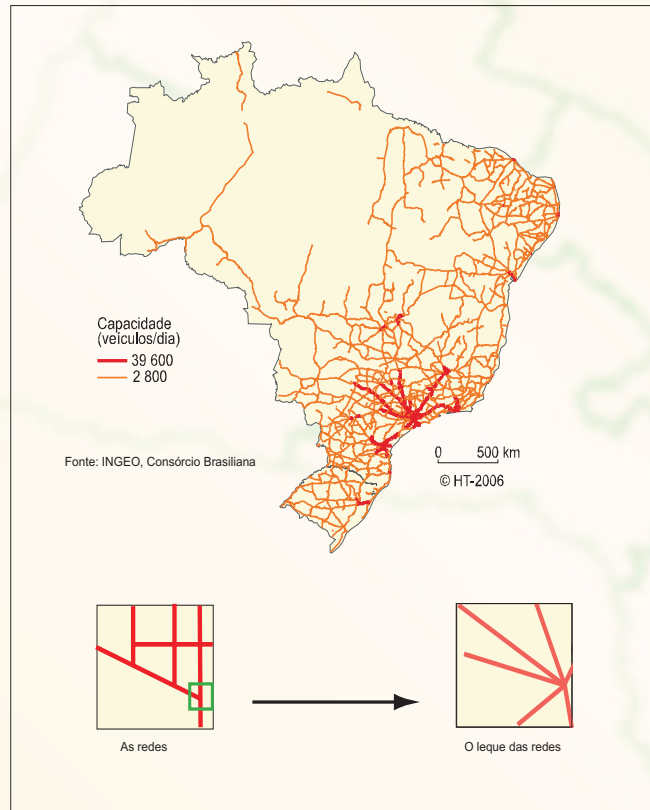 Capacidade
(veículos/dia)
39 600
2 800
Fonte: INGEO, Consórcio Brasiliana
0 500 km
© HT-2006
As redes
O leque das redes